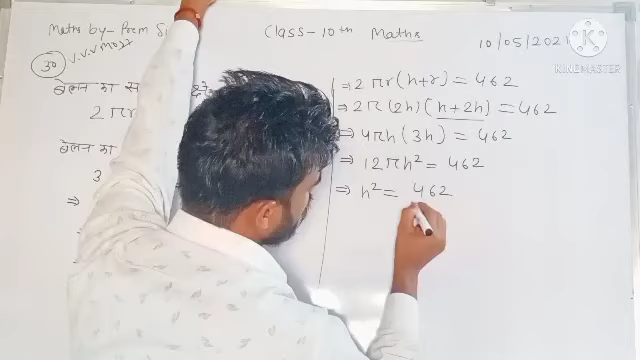 Maths by- Prem S
Class-10th Maths
10/05/2021
KINEMASTER
30 V.V.V most
बेलन का स
2πr
बेलन का
3
⇒
⇒ 2πr(h+r) = 462
⇒ 2π(2h)(h+2h) = 462
⇒ 4πh(3h) = 462
⇒ 12πh² = 462
⇒ h² = 462